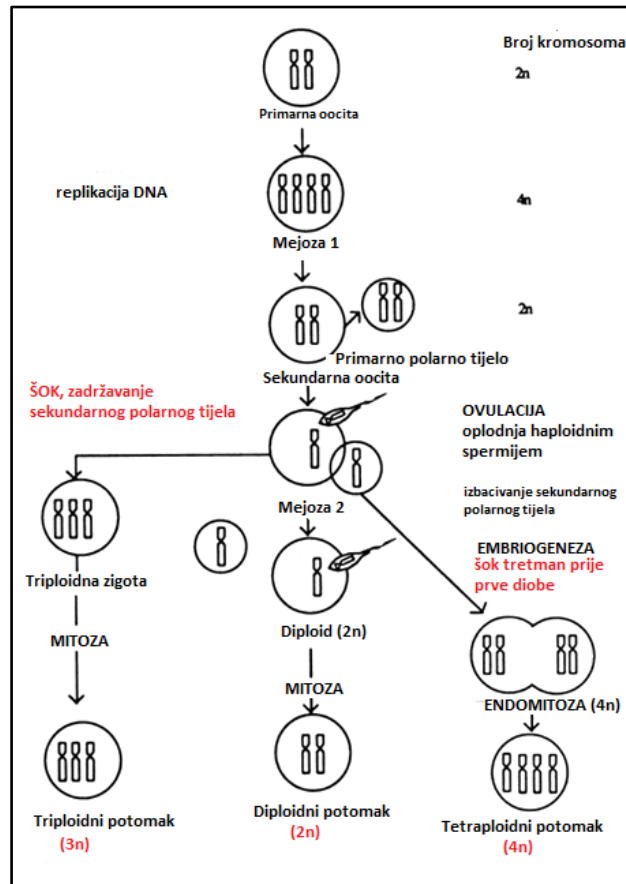 Broj kromosoma
2n
Primarna oocita
replikacija DNA
4n
Mejoza 1
2n
Primarno polarno tijelo
Sekundarna oocita
ŠOK, zadržavanje
sekundarnog polarnog tijela
OVULACIJA
oplodnja haploidnim
spermijem
izbacivanje sekundarnog
polarnog tijela
Mejoza 2
EMBRIOGENEZA
šok tretman prije
prve diobe
Triploidna zigota
Diploid (2n)
MITOZA
MITOZA
ENDOMITOZA (4n)
Triploidni potomak
(3n)
Diploidni potomak
(2n)
Tetraploidni potomak
(4n)